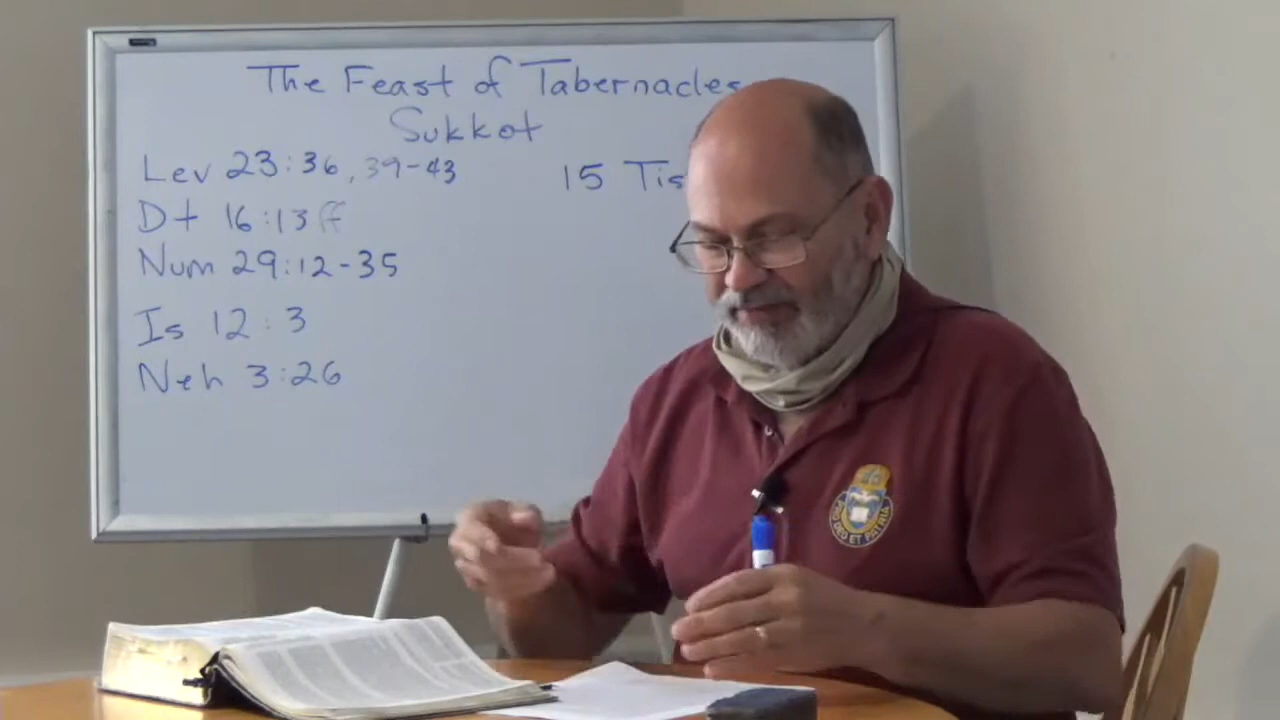 The Feast of Tabernacles
Sukkot
Lev 23:36, 39-43
15 Tis
Dt 16:13 ff
Num 29:12-35
Is 12:3
Neh 3:26
PRO DEO ET PATRIA